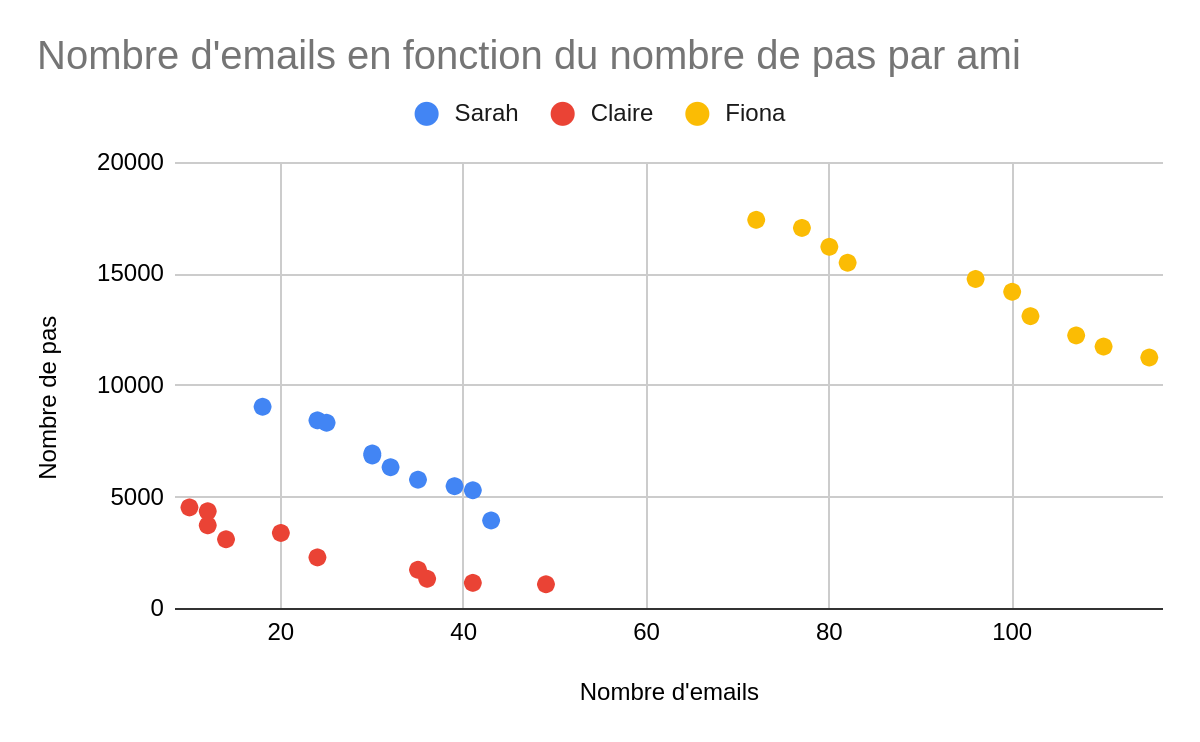 Nombre d'emails en fonction du nombre de pas par ami
Sarah Claire Fiona
20000
15000
10000
5000
0
Nombre de pas
20 40 60 80 100
Nombre d'emails